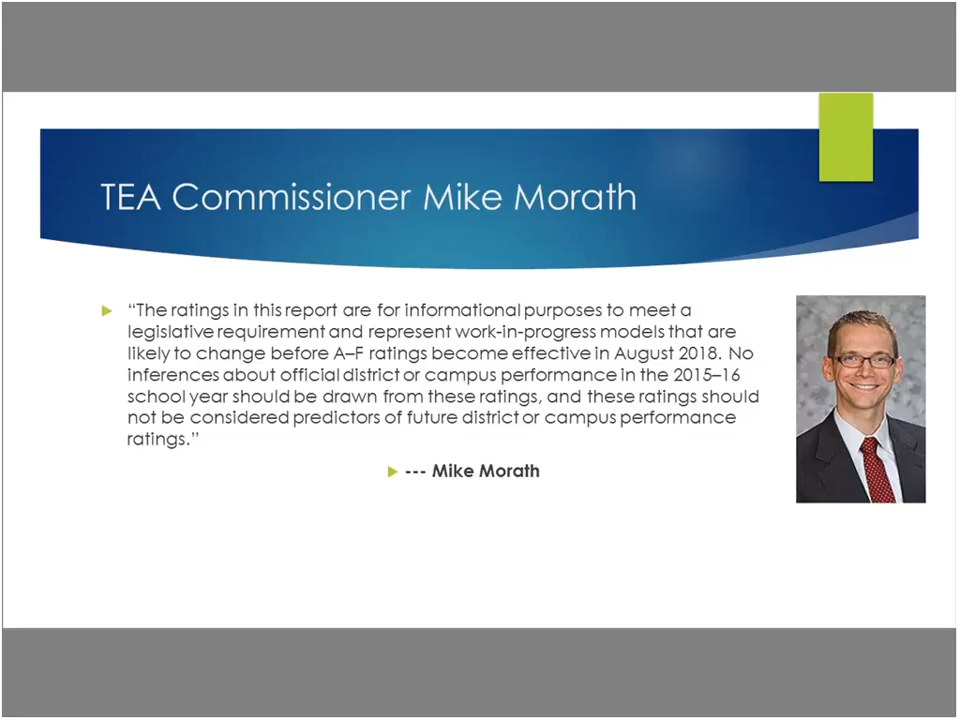 TEA Commissioner Mike Morath
“The ratings in this report are for informational purposes to meet a
legislative requirement and represent work-in-progress models that are
likely to change before A–F ratings become effective in August 2018. No
inferences about official district or campus performance in the 2015–16
school year should be drawn from these ratings, and these ratings should
not be considered predictors of future district or campus performance
ratings.”
--- Mike Morath